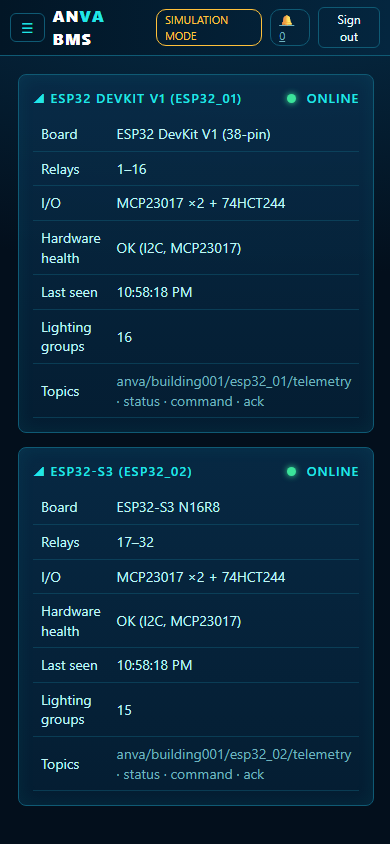 ☰
ANVA
BMS
SIMULATION
MODE
🔔
0
Sign
out
ESP32 DEVKIT V1 (ESP32_01)
ONLINE
Board ESP32 DevKit V1 (38-pin)
Relays 1–16
I/O MCP23017 ×2 + 74HCT244
Hardware
health
OK (I2C, MCP23017)
Last seen 10:58:18 PM
Lighting
groups
16
Topics
anva/building001/esp32_01/telemetry
· status · command · ack
ESP32-S3 (ESP32_02)
ONLINE
Board ESP32-S3 N16R8
Relays 17–32
I/O MCP23017 ×2 + 74HCT244
Hardware
health
OK (I2C, MCP23017)
Last seen 10:58:18 PM
Lighting
groups
15
Topics
anva/building001/esp32_02/telemetry
· status · command · ack